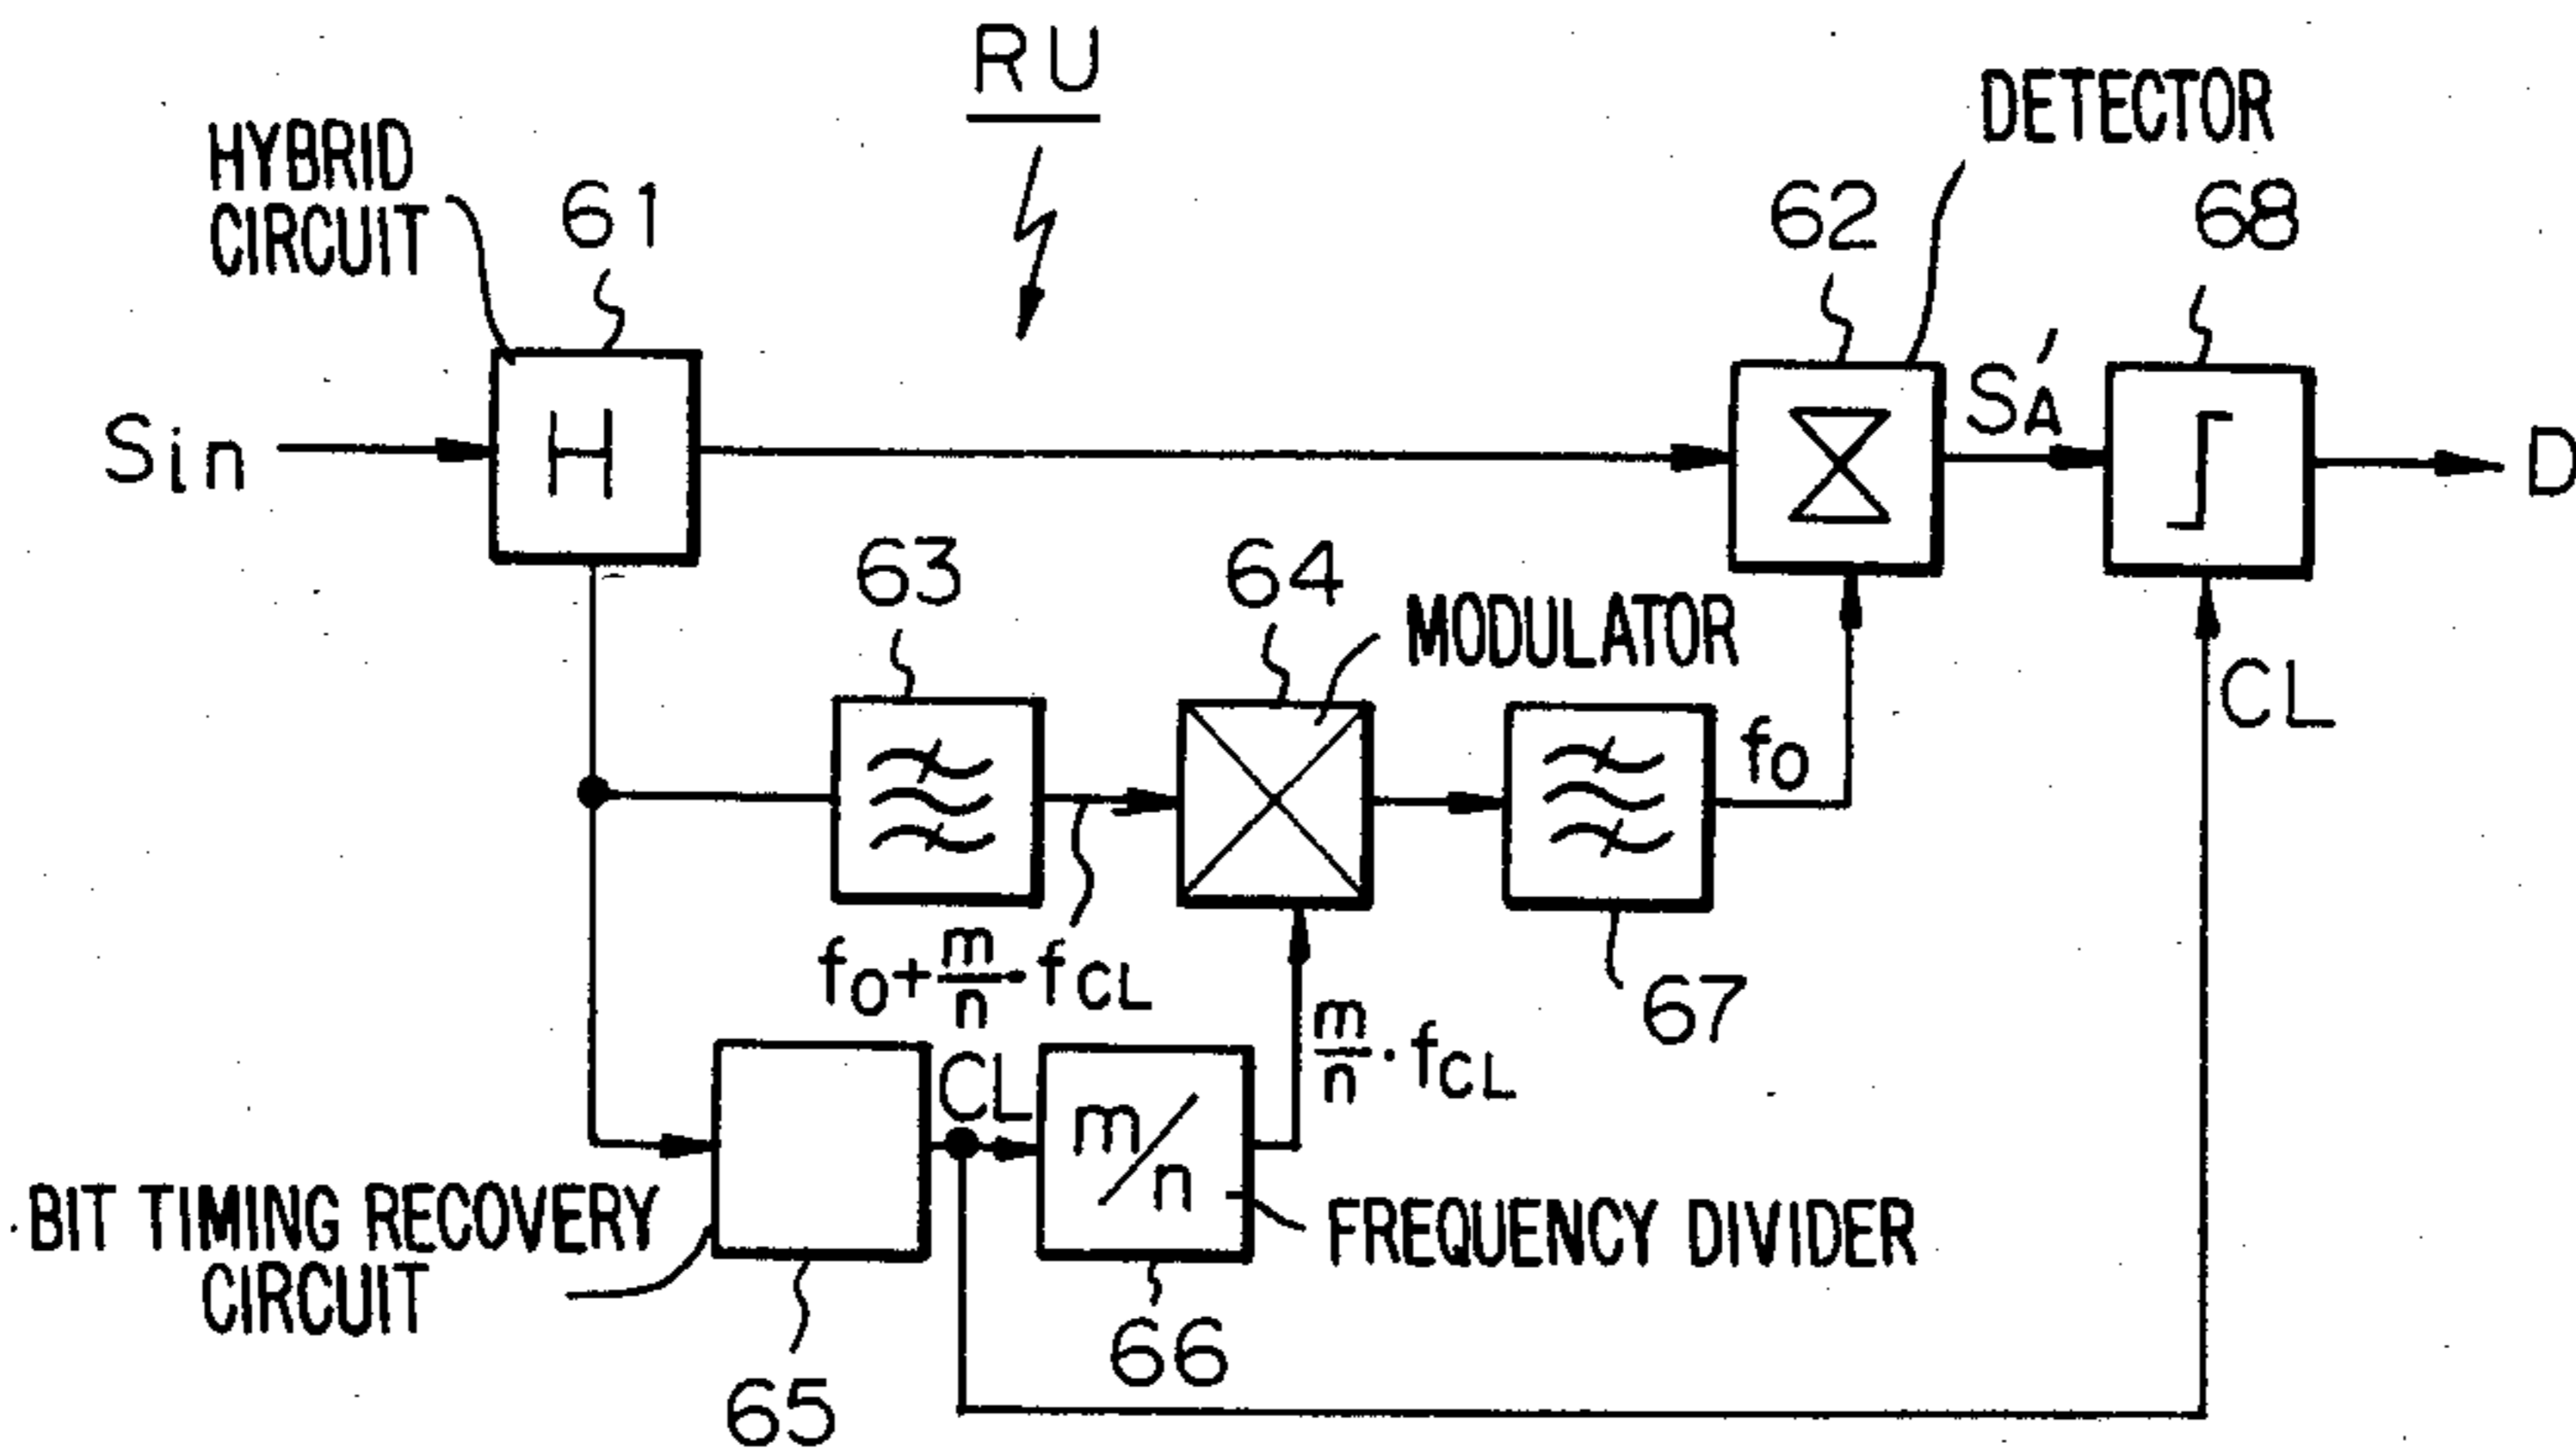 RU
HYBRID
CIRCUIT
61
DETECTOR
62
68
Sin
H
S'A
D
63
64
MODULATOR
CL
fo
fo+m/n·fCL
67
m/n·fCL
CL
m/n
BIT TIMING RECOVERY
CIRCUIT
FREQUENCY DIVIDER
65
66